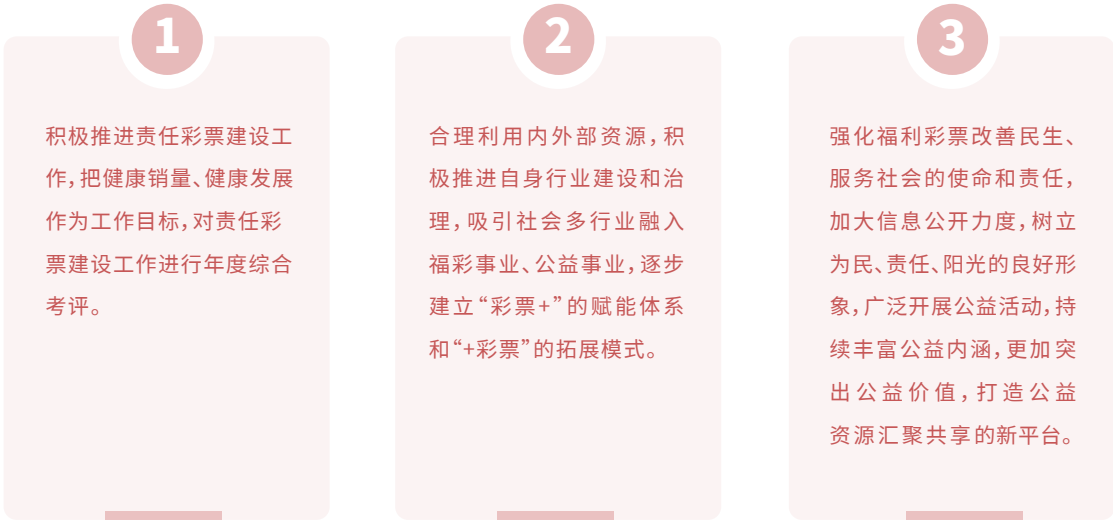 1
积极推进责任彩票建设工
作，把健康销量、健康发展
作为工作目标，对责任彩
票建设工作进行年度综合
考评。
2
合理利用内外部资源，积
极推进自身行业建设和治
理，吸引社会多行业融入
福彩事业、公益事业，逐步
建立“彩票+”的赋能体系
和“+彩票”的拓展模式。
3
强化福利彩票改善民生、
服务社会的使命和责任，
加大信息公开力度，树立
为民、责任、阳光的良好形
象，广泛开展公益活动，持
续丰富公益内涵，更加突
出公益价值，打造公益
资源汇聚共享的新平台。